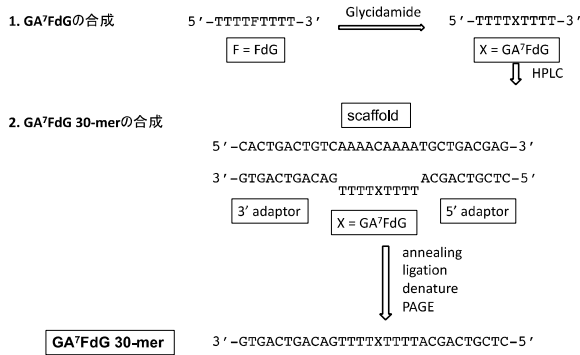 1. GA⁷FdGの合成
5′-TTTTFTTTT-3′
Glycidamide
5′-TTTTXTTTT-3′
F = FdG
X = GA⁷FdG
HPLC
2. GA⁷FdG 30-merの合成
scaffold
5′-CACTGACTGTCAAAACAAAATGCTGACGAG-3′
3′-GTGACTGACAG
TTTTXTTTT
ACGACTGCTC-5′
3′ adaptor
X = GA⁷FdG
5′ adaptor
annealing
ligation
denature
PAGE
GA⁷FdG 30-mer
3′-GTGACTGACAGTTTTXTTTTACGACTGCTC-5′